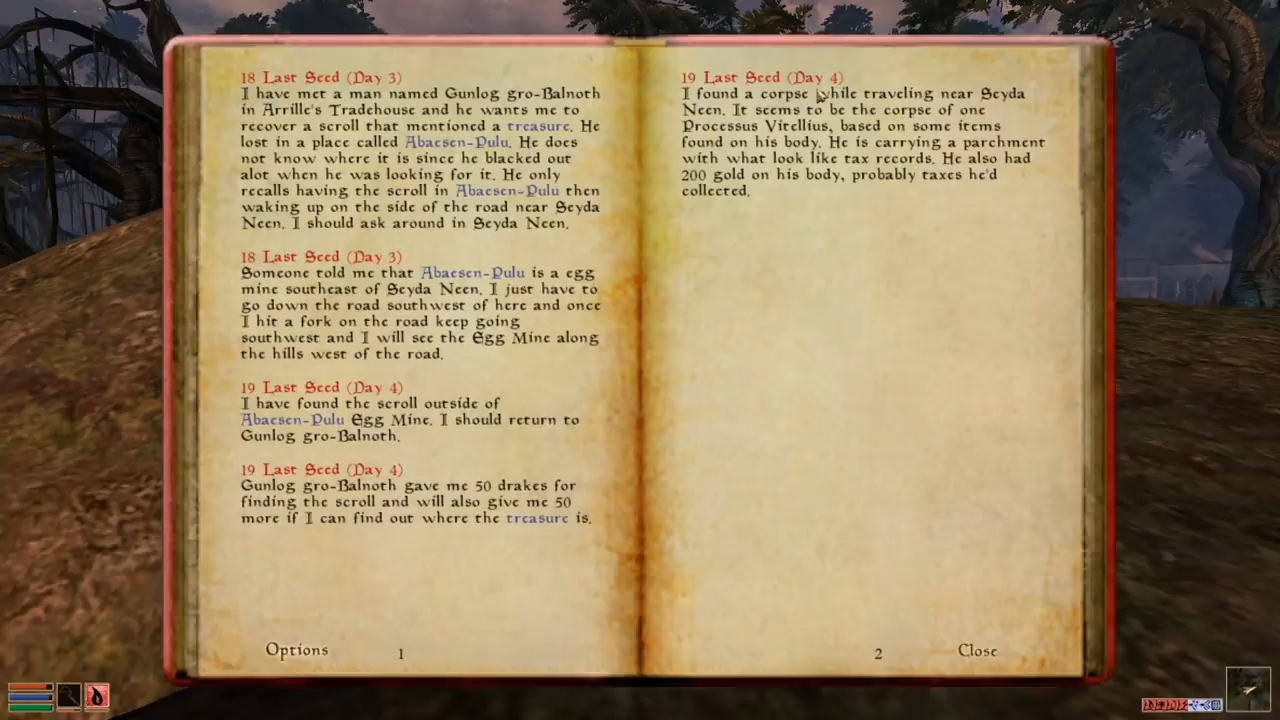 18 Last Seed (Day 3)
I have met a man named Gunlog gro-Balnoth
in Arrille's Tradehouse and he wants me to
recover a scroll that mentioned a treasure. He
lost in a place called Abaesen-Pulu. He does
not know where it is since he blacked out
alot when he was looking for it. He only
recalls having the scroll in Abaesen-Pulu then
waking up on the side of the road near Seyda
Neen. I should ask around in Seyda Neen.
18 Last Seed (Day 3)
Someone told me that Abaesen-Pulu is a egg
mine southeast of Seyda Neen. I just have to
go down the road southwest of here and once
I hit a fork on the road keep going
southwest and I will see the Egg Mine along
the hills west of the road.
19 Last Seed (Day 4)
I have found the scroll outside of
Abaesen-Pulu Egg Mine. I should return to
Gunlog gro-Balnoth.
19 Last Seed (Day 4)
Gunlog gro-Balnoth gave me 50 drakes for
finding the scroll and will also give me 50
more if I can find out where the treasure is.
Options
1
19 Last Seed (Day 4)
I found a corpse while traveling near Seyda
Neen. It seems to be the corpse of one
Processus Vitellius, based on some items
found on his body. He is carrying a parchment
with what look like tax records. He also had
200 gold on his body, probably taxes he'd
collected.
2
Close